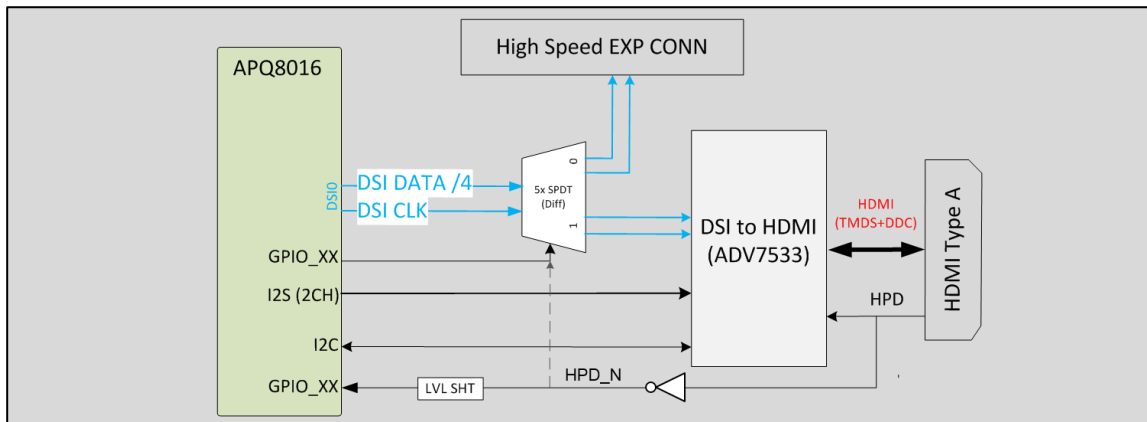 High Speed EXP CONN
APQ8016
DSI0
DSI DATA /4
DSI CLK
5x SPDT
(Diff)
0
1
DSI to HDMI
(ADV7533)
HDMI
(TMDS+DDC)
HDMI Type A
GPIO_XX
I2S (2CH)
HPD
I2C
GPIO_XX
LVL SHT
HPD_N